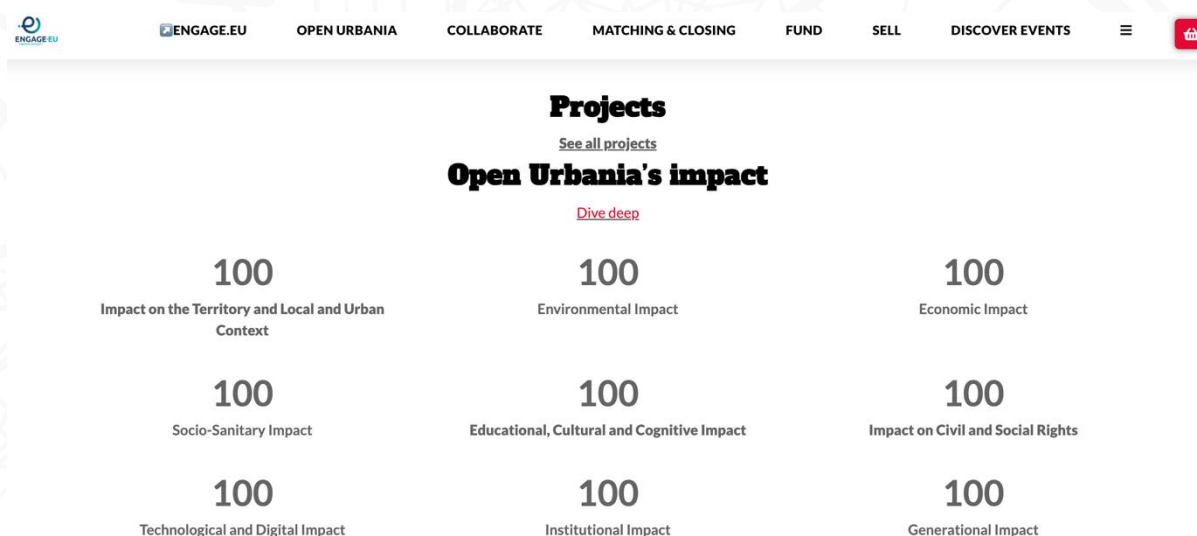 ENGAGE.EU
ENGAGE.EU OPEN URBANIA COLLABORATE MATCHING & CLOSING FUND SELL DISCOVER EVENTS
Projects
See all projects
Open Urbania's impact
Dive deep
100 100 100
Impact on the Territory and Local and Urban Environmental Impact Economic Impact
Context
100 100 100
Socio-Sanitary Impact Educational, Cultural and Cognitive Impact Impact on Civil and Social Rights
100 100 100
Technological and Digital Impact Institutional Impact Generational Impact